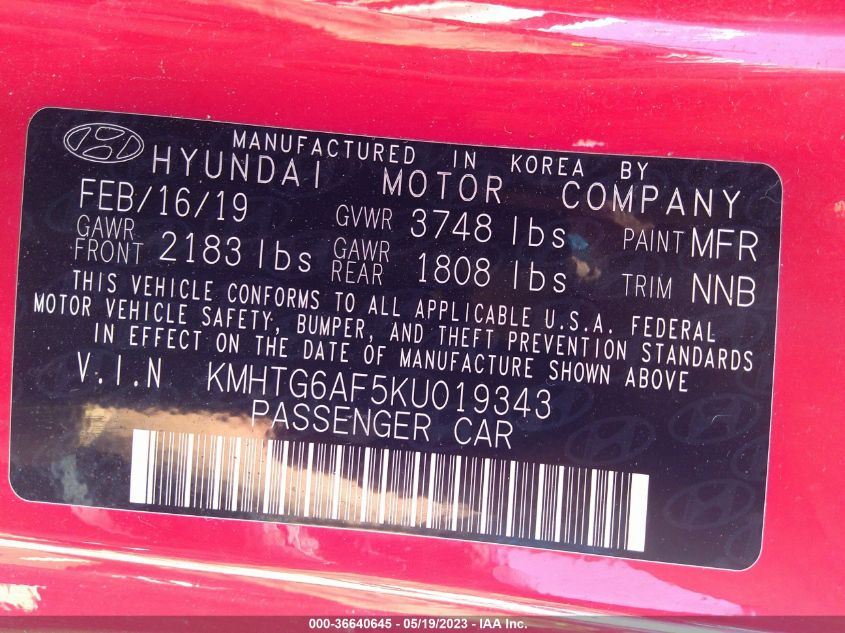 MANUFACTURED IN KOREA BY
HYUNDAI MOTOR COMPANY
FEB/16/19 GVWR 3748 lbs PAINT MFR
GAWR FRONT 2183 lbs GAWR REAR 1808 lbs TRIM NNB
THIS VEHICLE CONFORMS TO ALL APPLICABLE U.S.A. FEDERAL
MOTOR VEHICLE SAFETY, BUMPER, AND THEFT PREVENTION STANDARDS
IN EFFECT ON THE DATE OF MANUFACTURE SHOWN ABOVE
V.I.N KMHTG6AF5KU019343
PASSENGER CAR
000-36640645 - 05/19/2023 - IAA Inc.